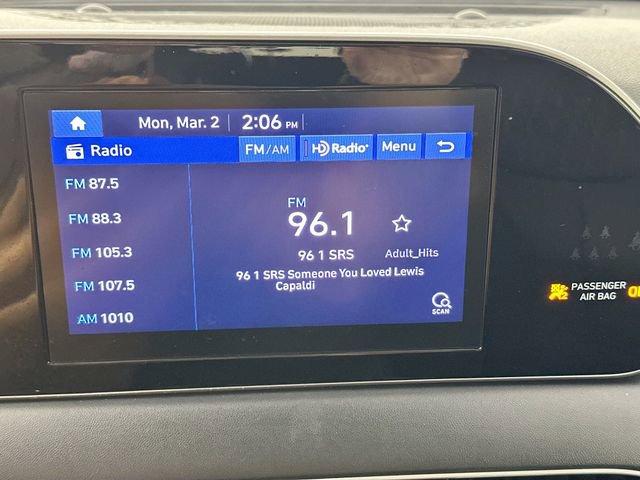 Mon, Mar. 2 2:06 PM
Radio FM/AM HD Radio Menu
FM 87.5
FM 88.3
FM 105.3
FM 107.5
AM 1010
FM
96.1
96 1 SRS Adult_Hits
96 1 SRS Someone You Loved Lewis
Capaldi
SCAN
PASSENGER
AIR BAG